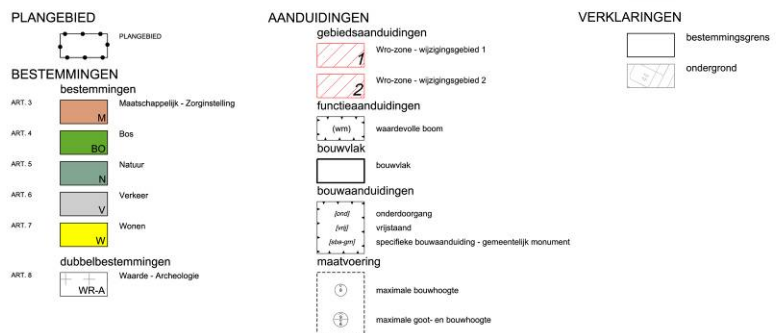 PLANGEBIED
PLANGEBIED
BESTEMMINGEN
bestemmingen
ART. 3 M Maatschappelijk - Zorginstelling
ART. 4 BO Bos
ART. 5 N Natuur
ART. 6 V Verkeer
ART. 7 W Wonen
dubbelbestemmingen
ART. 8 WR-A Waarde - Archeologie
AANDUIDINGEN
gebiedsaanduidingen
1 Wro-zone - wijzigingsgebied 1
2 Wro-zone - wijzigingsgebied 2
functieaanduidingen
(wm) waardevolle boom
bouwvlak
bouwvlak
bouwaanduidingen
[ond] onderdoorgang
[vrij] vrijstaand
[sba-gm] specifieke bouwaanduiding - gemeentelijk monument
maatvoering
maximale bouwhoogte
maximale goot- en bouwhoogte
VERKLARINGEN
bestemmingsgrens
ondergrond